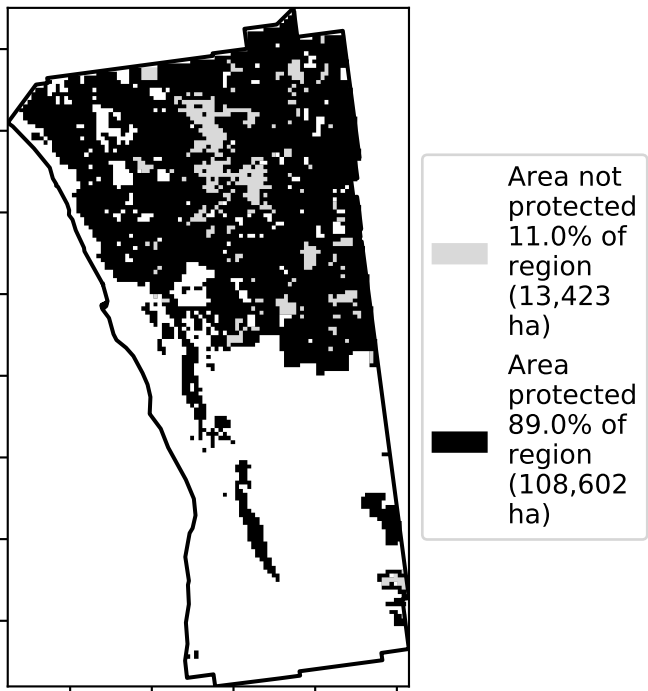 Area not
protected
11.0% of
region
(13,423
ha)
Area
protected
89.0% of
region
(108,602
ha)